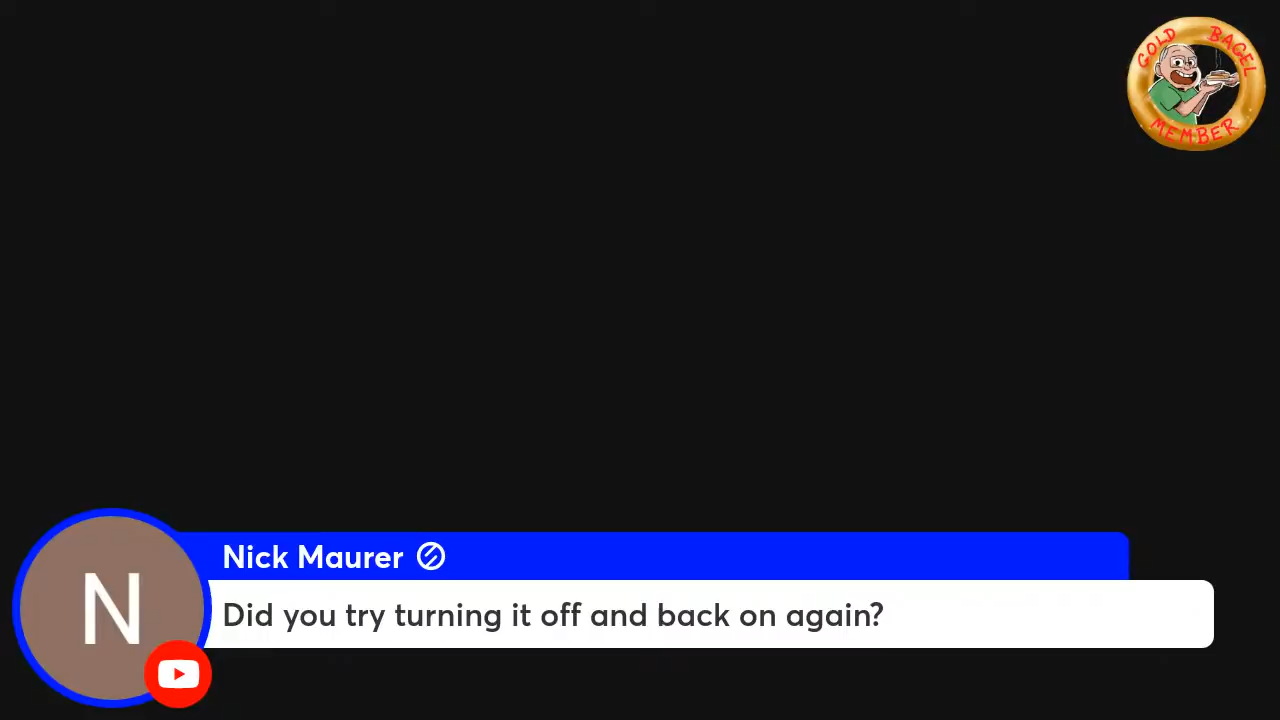 GOLD BAGEL
MEMBER
Nick Maurer
N
Did you try turning it off and back on again?